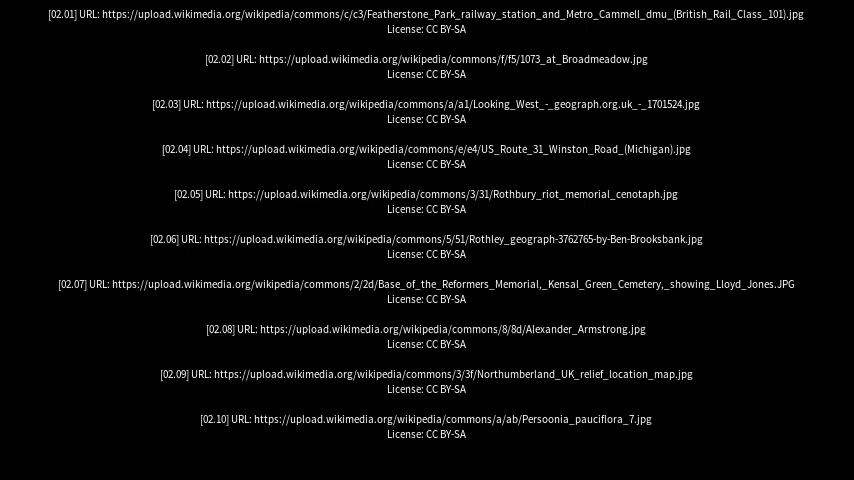 [02.01] URL: https://upload.wikimedia.org/wikipedia/commons/c/c3/Featherstone_Park_railway_station_and_Metro_Cammell_dmu_(British_Rail_Class_101).jpg
License: CC BY-SA
[02.02] URL: https://upload.wikimedia.org/wikipedia/commons/f/f5/1073_at_Broadmeadow.jpg
License: CC BY-SA
[02.03] URL: https://upload.wikimedia.org/wikipedia/commons/a/a1/Looking_West_-_geograph.org.uk_-_1701524.jpg
License: CC BY-SA
[02.04] URL: https://upload.wikimedia.org/wikipedia/commons/e/e4/US_Route_31_Winston_Road_(Michigan).jpg
License: CC BY-SA
[02.05] URL: https://upload.wikimedia.org/wikipedia/commons/3/31/Rothbury_riot_memorial_cenotaph.jpg
License: CC BY-SA
[02.06] URL: https://upload.wikimedia.org/wikipedia/commons/5/51/Rothley_geograph-3762765-by-Ben-Brooksbank.jpg
License: CC BY-SA
[02.07] URL: https://upload.wikimedia.org/wikipedia/commons/2/2d/Base_of_the_Reformers_Memorial,_Kensal_Green_Cemetery,_showing_Lloyd_Jones.JPG
License: CC BY-SA
[02.08] URL: https://upload.wikimedia.org/wikipedia/commons/8/8d/Alexander_Armstrong.jpg
License: CC BY-SA
[02.09] URL: https://upload.wikimedia.org/wikipedia/commons/3/3f/Northumberland_UK_relief_location_map.jpg
License: CC BY-SA
[02.10] URL: https://upload.wikimedia.org/wikipedia/commons/a/ab/Persoonia_pauciflora_7.jpg
License: CC BY-SA